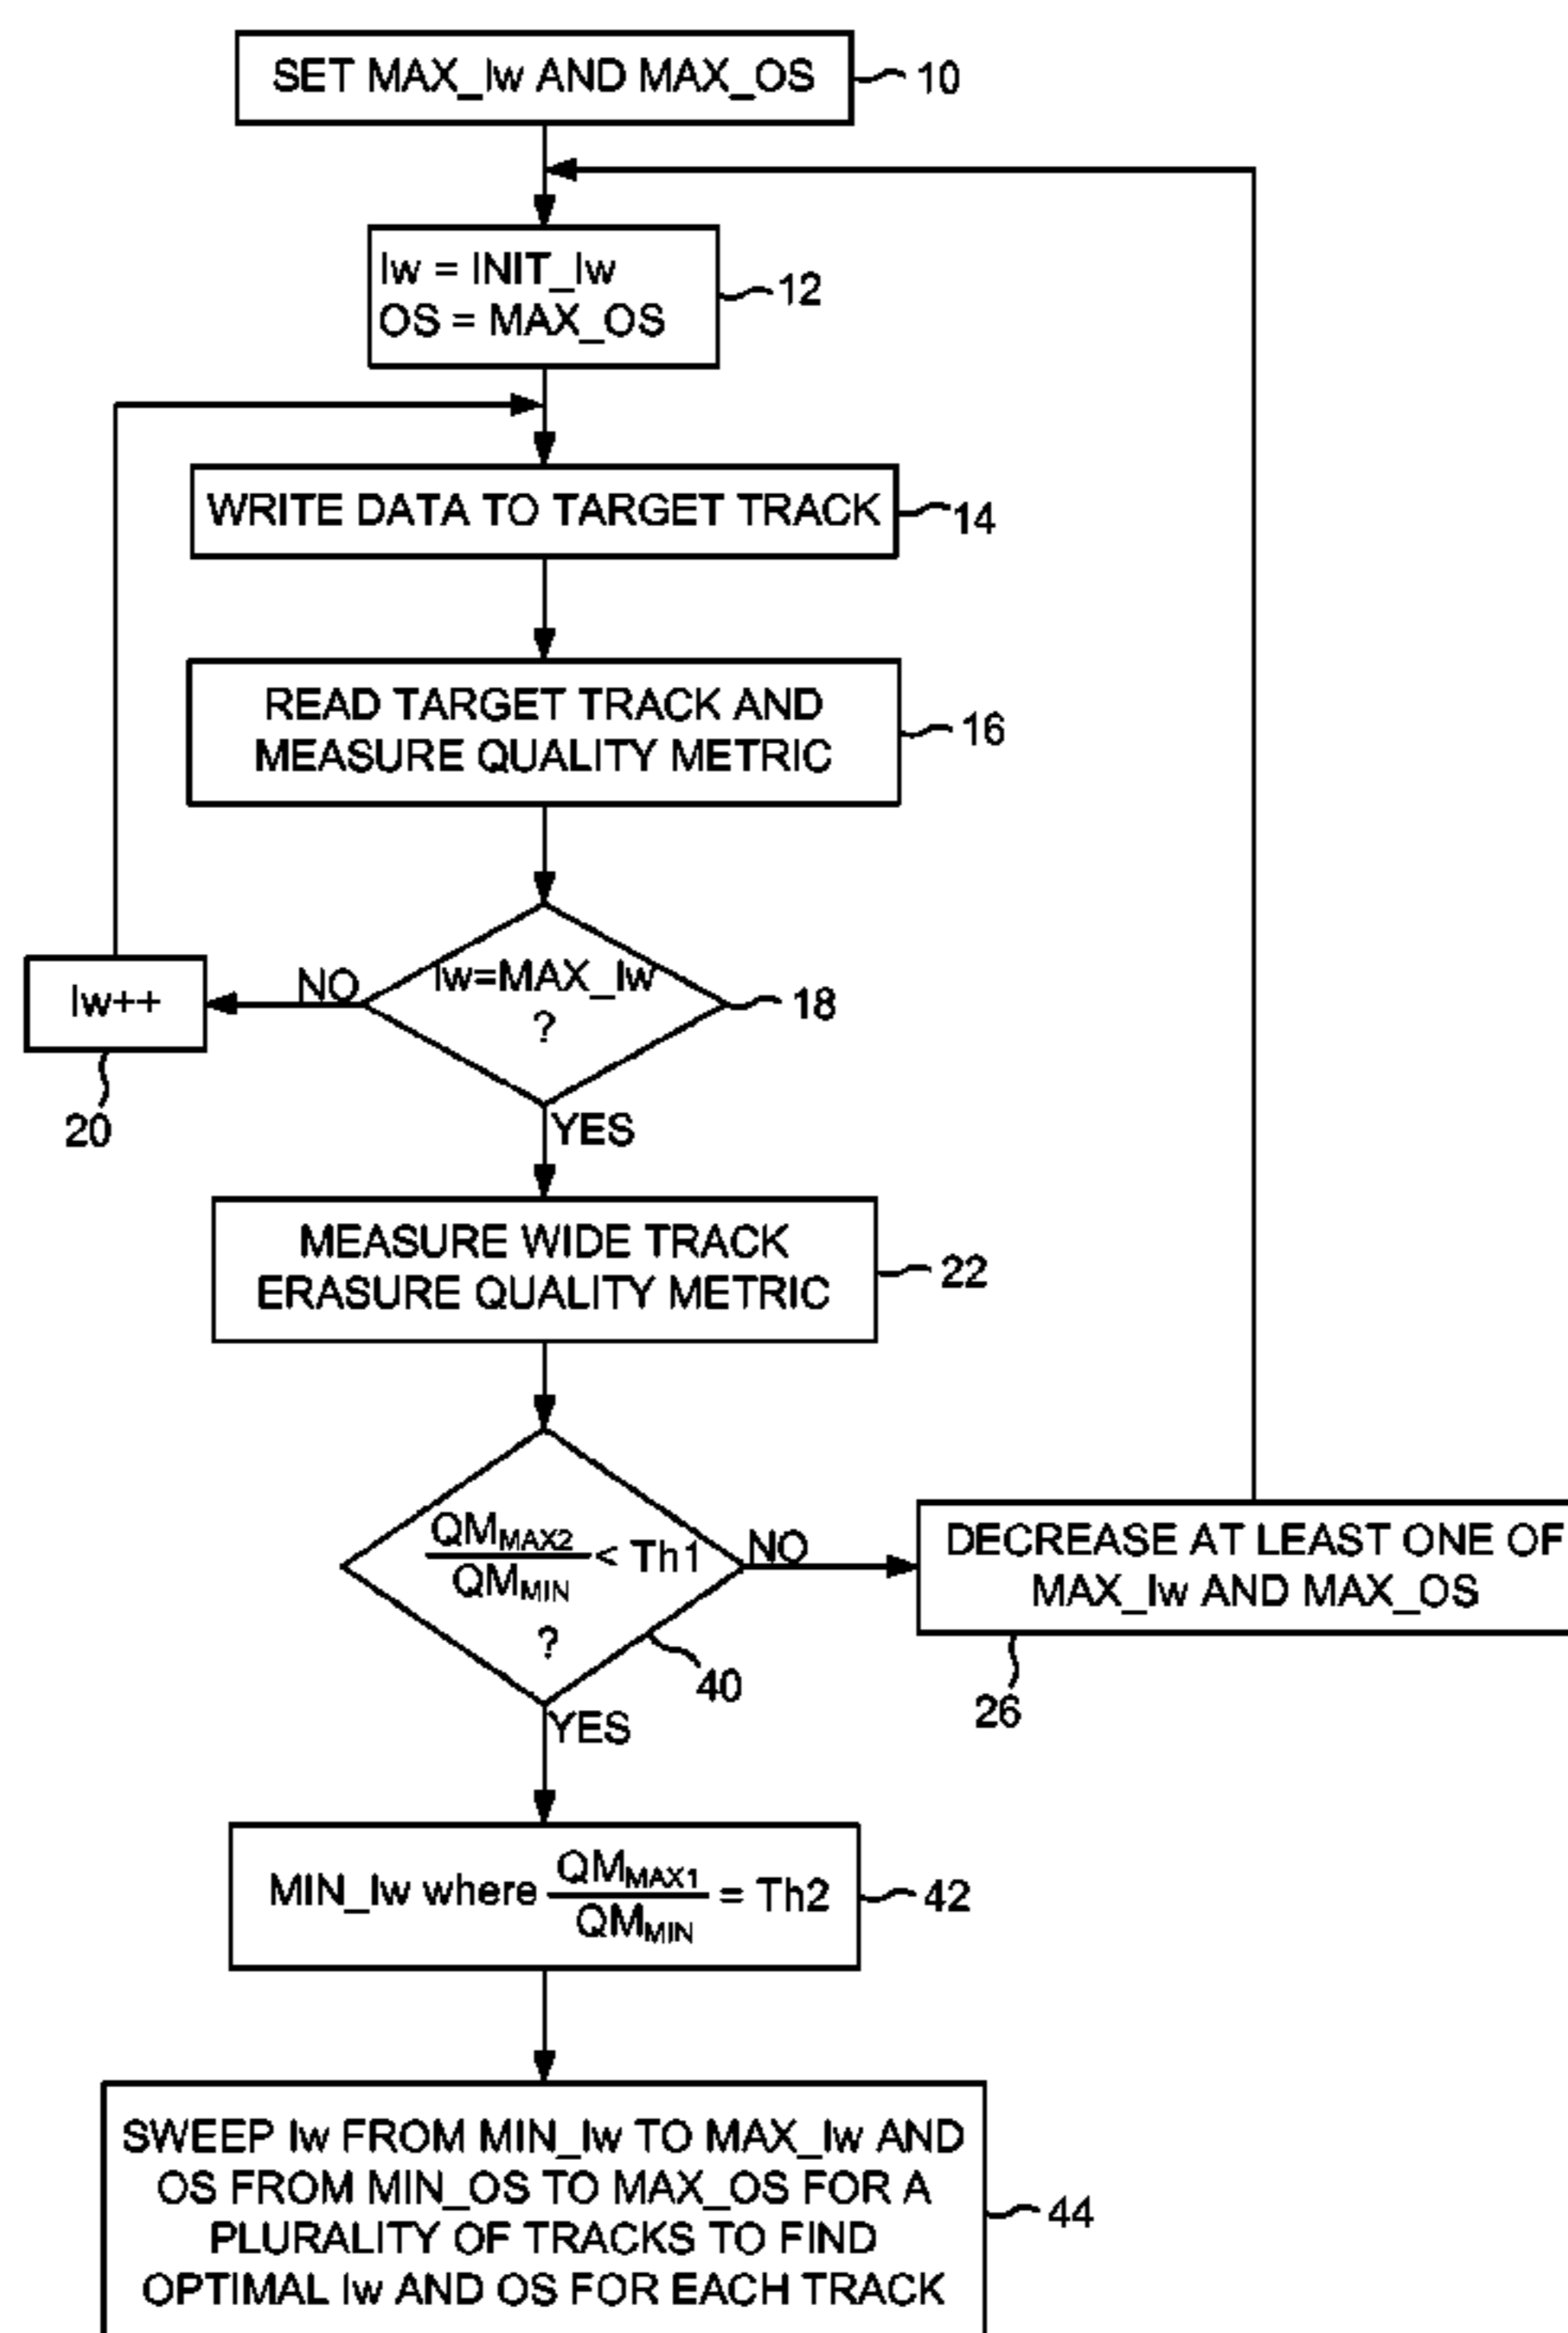 SET MAX_Iw AND MAX_OS
10
Iw = INIT_Iw
OS = MAX_OS
12
WRITE DATA TO TARGET TRACK
14
READ TARGET TRACK AND
MEASURE QUALITY METRIC
16
Iw=MAX_Iw
?
18
NO
Iw++
20
YES
MEASURE WIDE TRACK
ERASURE QUALITY METRIC
22
QMMAX2
QMMIN
< Th1
?
40
NO
DECREASE AT LEAST ONE OF
MAX_Iw AND MAX_OS
26
YES
MIN_Iw where QMMAX1
QMMIN
= Th2
42
SWEEP Iw FROM MIN_Iw TO MAX_Iw AND
OS FROM MIN_OS TO MAX_OS FOR A
PLURALITY OF TRACKS TO FIND
OPTIMAL Iw AND OS FOR EACH TRACK
44